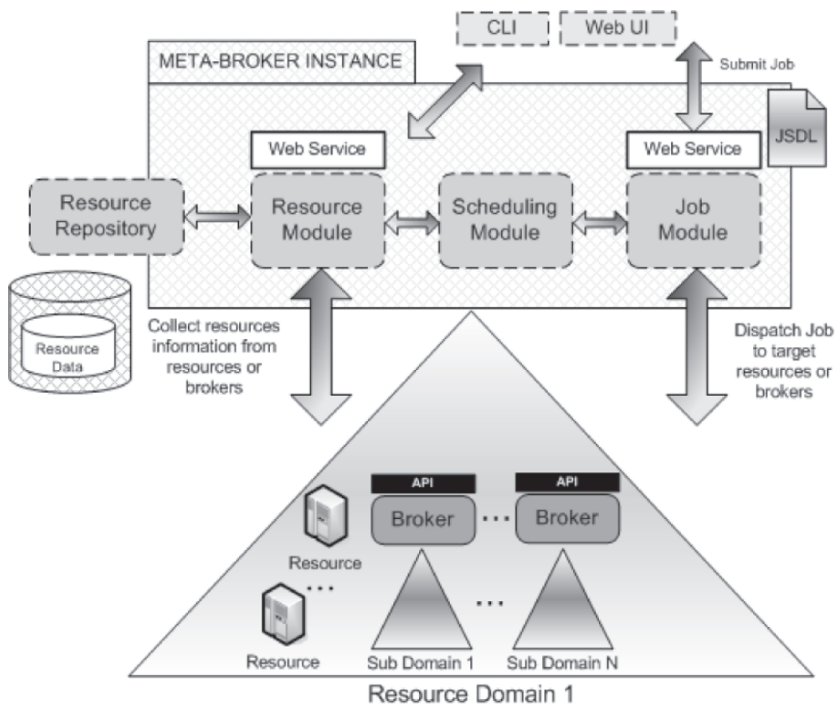 CLI
Web UI
META-BROKER INSTANCE
Submit Job
JSDL
Web Service
Web Service
Resource
Repository
Resource
Module
Scheduling
Module
Job
Module
Resource
Data
Collect resources
information from
resources or
brokers
Dispatch Job
to target
resources or
brokers
API
API
Broker
...
Broker
Resource
...
...
Resource
Sub Domain 1
Sub Domain N
Resource Domain 1